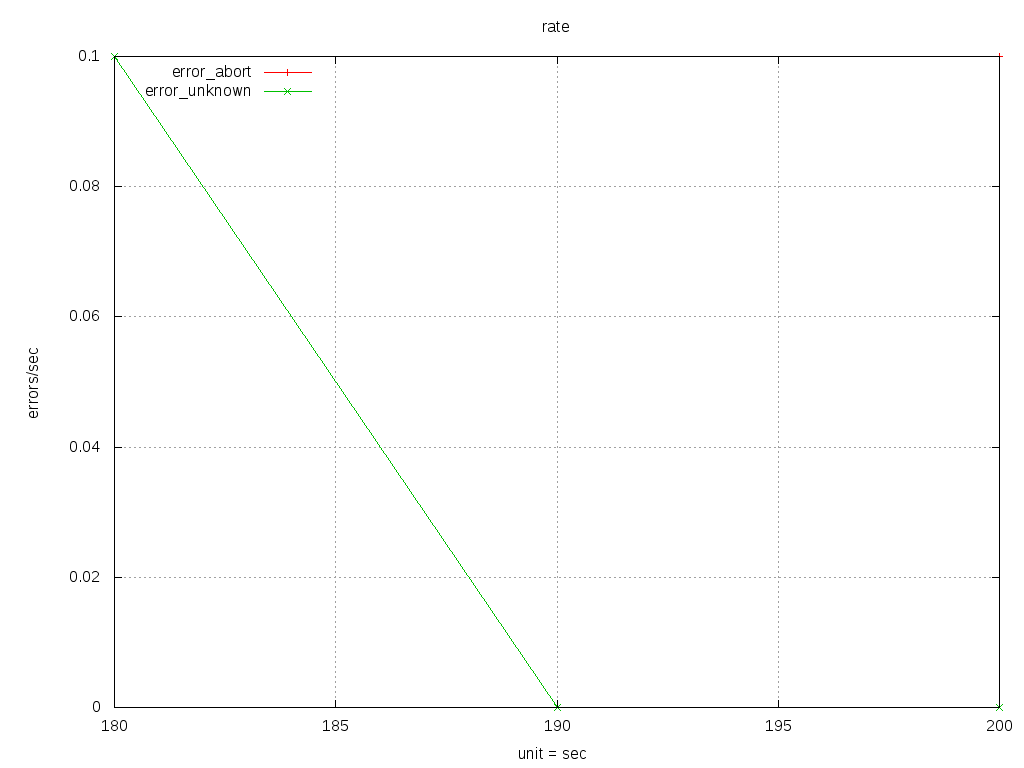 rate
error_abort
error_unknown
0.1
0.08
0.06
0.04
0.02
0
errors/sec
180 185 190 195 200
unit = sec